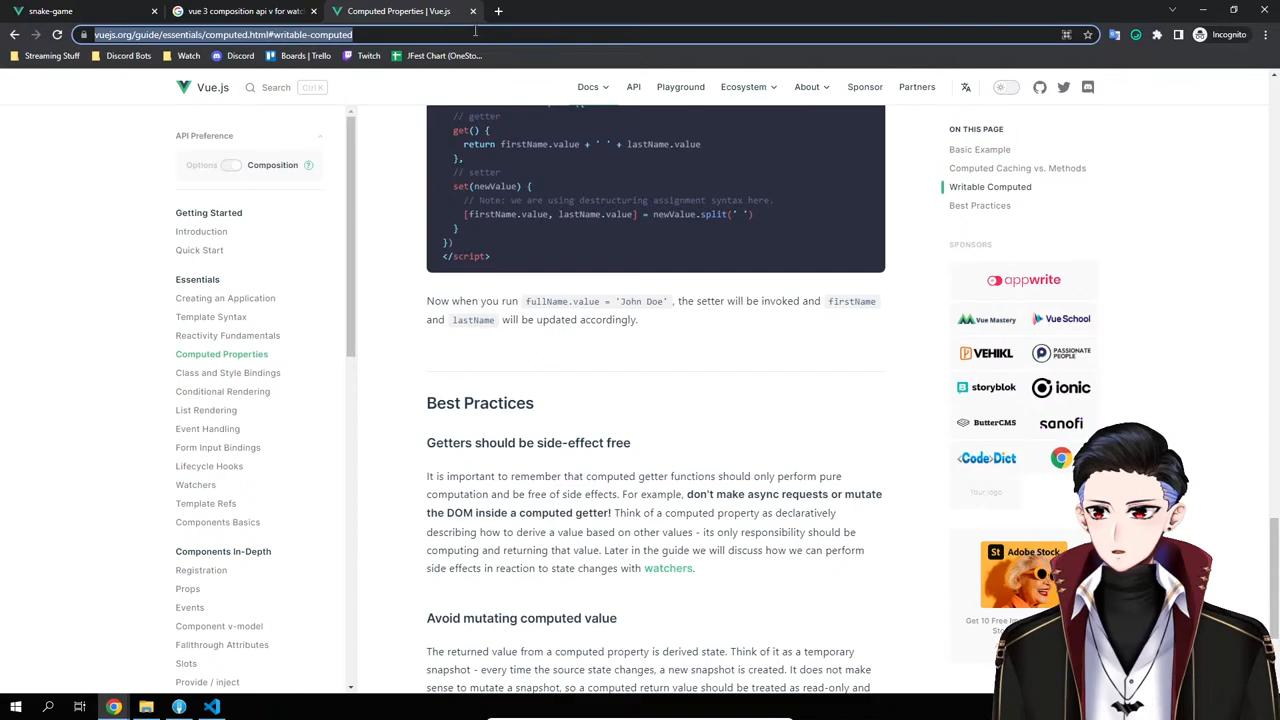 snake-game
3.0 composition for watc
Computed Properties | Vue.js
vuejs.org/guide/essentials/computed.html#writable-computed
Incognito
Streaming Stuff
Discord Bots
Watch
Discord
Boards | Trello
Twitch
JFest Chart (OneSto...
Vue.js
Search
Ctrl K
Docs
API
Playground
Ecosystem
About
Sponsor
Partners
API Preference
Options
Composition
Getting Started
Introduction
Quick Start
Essentials
Creating an Application
Template Syntax
Reactivity Fundamentals
Computed Properties
Class and Style Bindings
Conditional Rendering
List Rendering
Event Handling
Form Input Bindings
Lifecycle Hooks
Watchers
Template Refs
Components Basics
Components In-Depth
Registration
Props
Events
Component v-model
Fallthrough Attributes
Slots
Provide / inject
// getter
get() {
return firstName.value + ' ' + lastName.value
},
// setter
set(newValue) {
// Note: we are using destructuring assignment syntax here.
[firstName.value, lastName.value] = newValue.split(' ')
}
})
</script>
Now when you run fullName.value = 'John Doe', the setter will be invoked and firstName
and lastName will be updated accordingly.
Best Practices
Getters should be side-effect free
It is important to remember that computed getter functions should only perform pure
computation and be free of side effects. For example, don't make async requests or mutate
the DOM inside a computed getter! Think of a computed property as declaratively
describing how to derive a value based on other values - its only responsibility should be
computing and returning that value. Later in the guide we will discuss how we can perform
side effects in reaction to state changes with watchers.
Avoid mutating computed value
The returned value from a computed property is derived state. Think of it as a temporary
snapshot - every time the source state changes, a new snapshot is created. It does not make
sense to mutate a snapshot, so a computed return value should be treated as read-only and
ON THIS PAGE
Basic Example
Computed Caching vs. Methods
Writable Computed
Best Practices
SPONSORS
appwrite
Vue Mastery
Vue School
VEHIKL
PASSIONATE
PEOPLE
storyblok
ionic
ButterCMS
sanofi
<Code>Dict
Your logo
St Adobe Stock
Get 10 Free Im